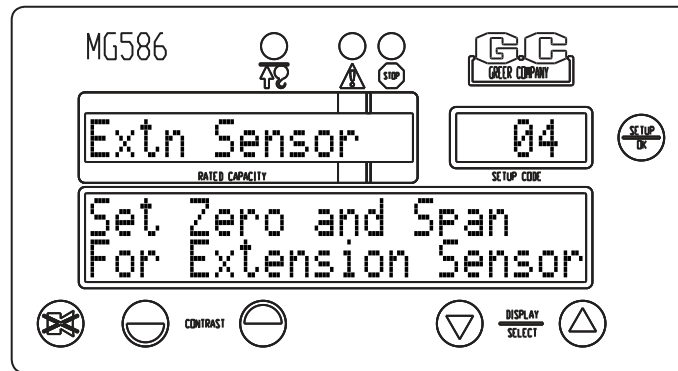 MG586
STOP
G.C.
GREER COMPANY
Extn Sensor
RATED CAPACITY
04
SETUP CODE
SETUP
OK
Set Zero and Span
For Extension Sensor
CONTRAST
DISPLAY
SELECT